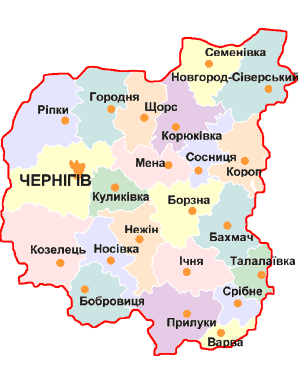 Семенівка
Новгород-Сіверський
Городня
Ріпки
Щорс
Корюківка
Мена
Сосниця
Короп
ЧЕРНІГІВ
Куликівка
Борзна
Ніжен
Бахмач
Козелець
Носівка
Ічня
Талалаївка
Бобровиця
Срібне
Прилуки
Варва